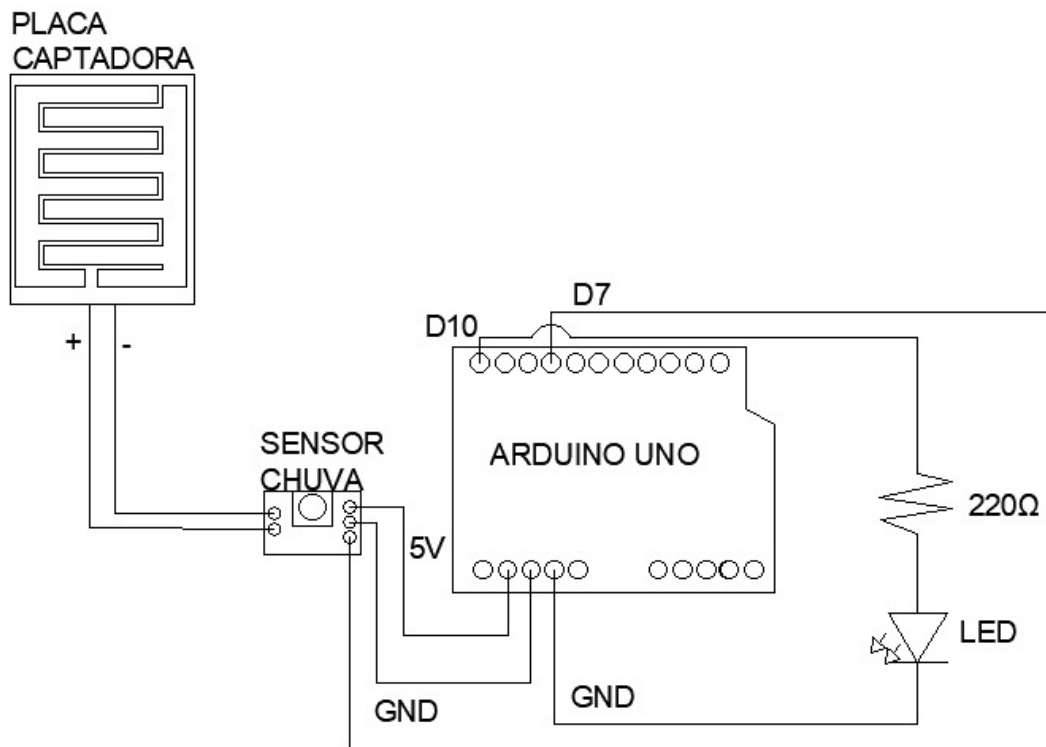 PLACA
CAPTADORA
+ -
D7
D10
SENSOR
CHUVA
ARDUINO UNO
220Ω
5V
LED
GND
GND